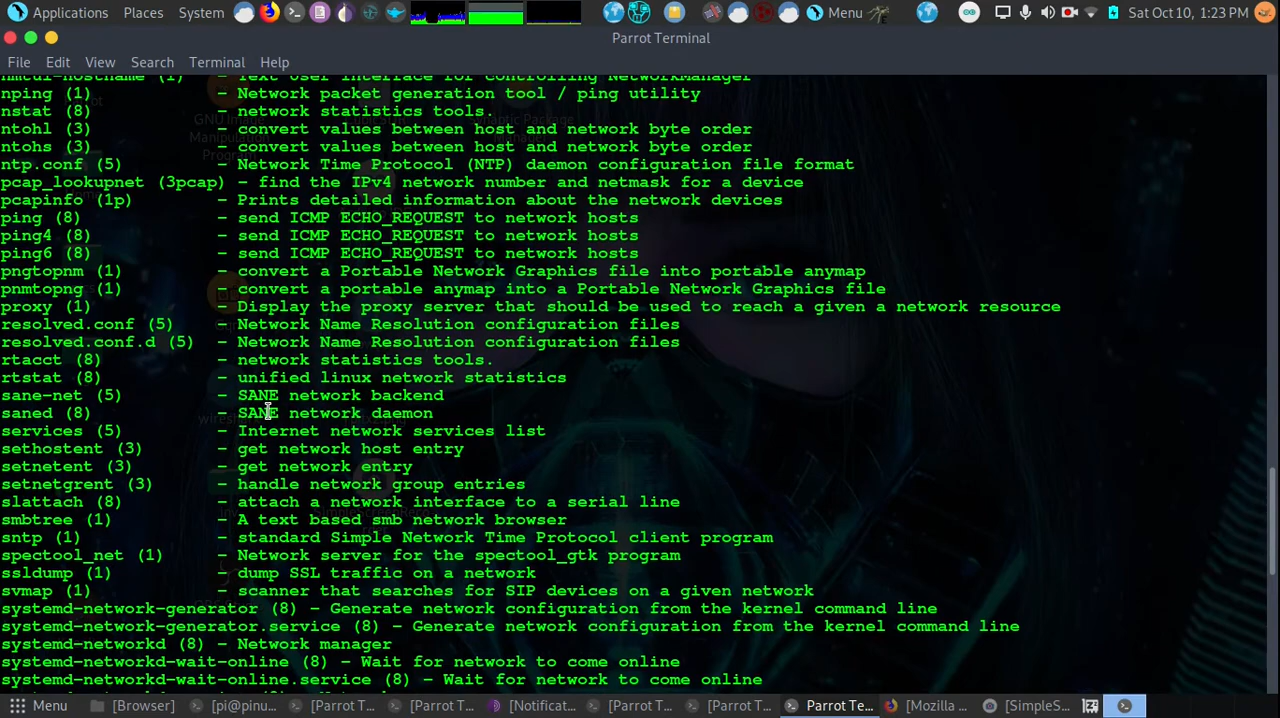 Applications Places System Menu Sat Oct 10, 1:23 PM
Parrot Terminal
File Edit View Search Terminal Help
nmtui-hostname (1) - Text User Interface for controlling NetworkManager
nping (1) - Network packet generation tool / ping utility
nstat (8) - network statistics tools.
ntohl (3) - convert values between host and network byte order
ntohs (3) - convert values between host and network byte order
ntp.conf (5) - Network Time Protocol (NTP) daemon configuration file format
pcap_lookupnet (3pcap) - find the IPv4 network number and netmask for a device
pcapinfo (1p) - Prints detailed information about the network devices
ping (8) - send ICMP ECHO_REQUEST to network hosts
ping4 (8) - send ICMP ECHO_REQUEST to network hosts
ping6 (8) - send ICMP ECHO_REQUEST to network hosts
pngtopnm (1) - convert a Portable Network Graphics file into portable anymap
pnmtopng (1) - convert a portable anymap into a Portable Network Graphics file
proxy (1) - Display the proxy server that should be used to reach a given a network resource
resolved.conf (5) - Network Name Resolution configuration files
resolved.conf.d (5) - Network Name Resolution configuration files
rtacct (8) - network statistics tools.
rtstat (8) - unified linux network statistics
sane-net (5) - SANE network backend
saned (8) - SANE network daemon
services (5) - Internet network services list
sethostent (3) - get network host entry
setnetent (3) - get network entry
setnetgrent (3) - handle network group entries
slattach (8) - attach a network interface to a serial line
smbtree (1) - A text based smb network browser
sntp (1) - standard Simple Network Time Protocol client program
spectool_net (1) - Network server for the spectool_gtk program
ssldump (1) - dump SSL traffic on a network
svmap (1) - scanner that searches for SIP devices on a given network
systemd-network-generator (8) - Generate network configuration from the kernel command line
systemd-network-generator.service (8) - Generate network configuration from the kernel command line
systemd-networkd (8) - Network manager
systemd-networkd-wait-online (8) - Wait for network to come online
systemd-networkd-wait-online.service (8) - Wait for network to come online
Menu [Browser] [pi@pinu... [Parrot T... [Parrot T... [Notificat... [Parrot T... [Parrot T... Parrot Te... [Mozilla ... [SimpleS...